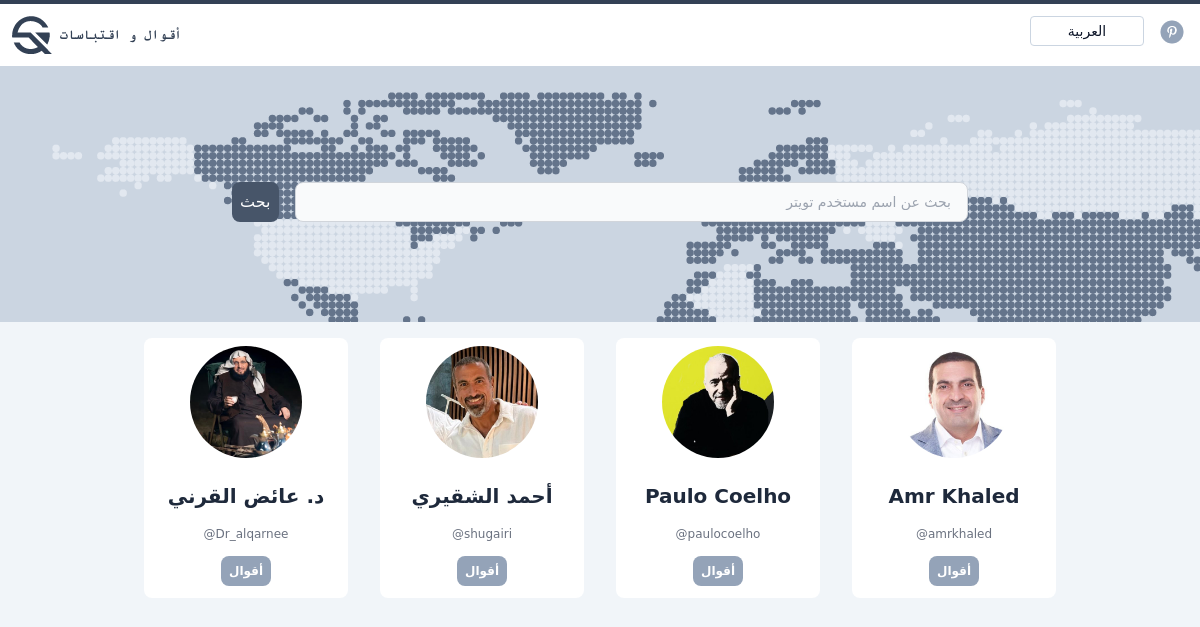 أقوال و اقتباسات
العربية
بحث عن اسم مستخدم تويتر
بحث
Amr Khaled
@amrkhaled
أقوال
Paulo Coelho
@paulocoelho
أقوال
أحمد الشقيري
@shugairi
أقوال
د. عائض القرني
@Dr_alqarnee
أقوال